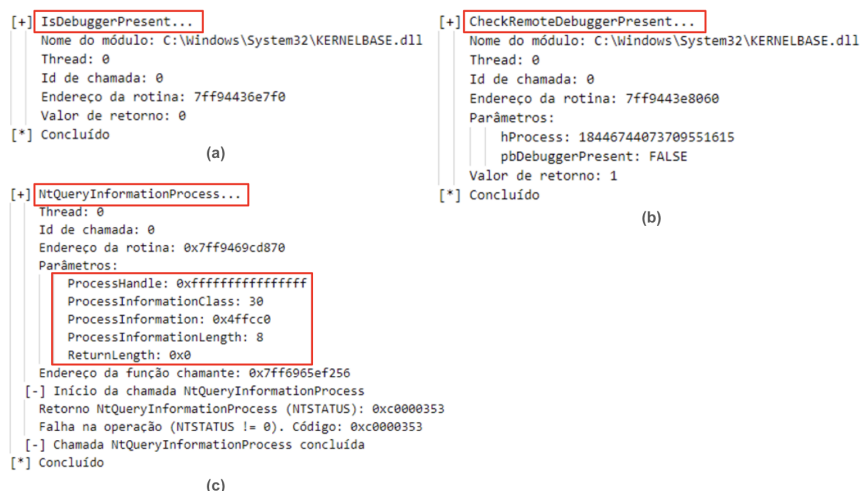 [+] IsDebuggerPresent...
Nome do módulo: C:\Windows\System32\KERNELBASE.dll
Thread: 0
Id de chamada: 0
Endereço da rotina: 7ff94436e7f0
Valor de retorno: 0
[*] Concluído
(a)
[+] CheckRemoteDebuggerPresent...
Nome do módulo: C:\Windows\System32\KERNELBASE.dll
Thread: 0
Id de chamada: 0
Endereço da rotina: 7ff9443e8060
Parâmetros:
hProcess: 18446744073709551615
pbDebuggerPresent: FALSE
Valor de retorno: 1
[*] Concluído
(b)
[+] NtQueryInformationProcess...
Thread: 0
Id de chamada: 0
Endereço da rotina: 0x7ff9469cd870
Parâmetros:
ProcessHandle: 0xffffffffffffffff
ProcessInformationClass: 30
ProcessInformation: 0x4ffcc0
ProcessInformationLength: 8
ReturnLength: 0x0
Endereço da função chamante: 0x7ff6965ef256
[-] Início da chamada NtQueryInformationProcess
Retorno NtQueryInformationProcess (NTSTATUS): 0xc0000353
Falha na operação (NTSTATUS != 0). Código: 0xc0000353
[-] Chamada NtQueryInformationProcess concluída
[*] Concluído
(c)